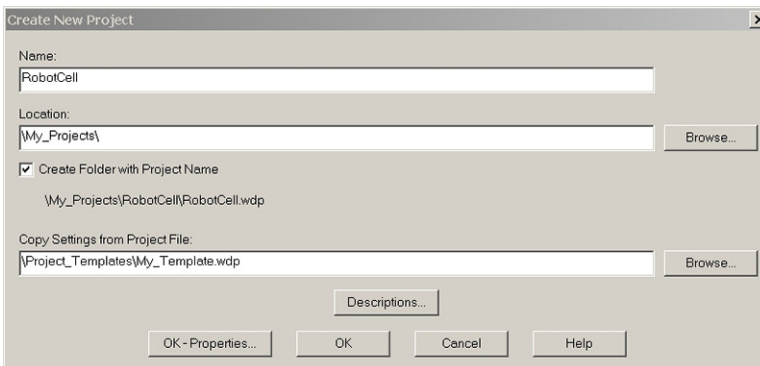 Create New Project
Name:
RobotCell
Location:
\My_Projects\
Browse...
Create Folder with Project Name
\My_Projects\RobotCell\RobotCell.wdp
Copy Settings from Project File:
\Project_Templates\My_Template.wdp
Browse...
Descriptions...
OK - Properties... OK Cancel Help